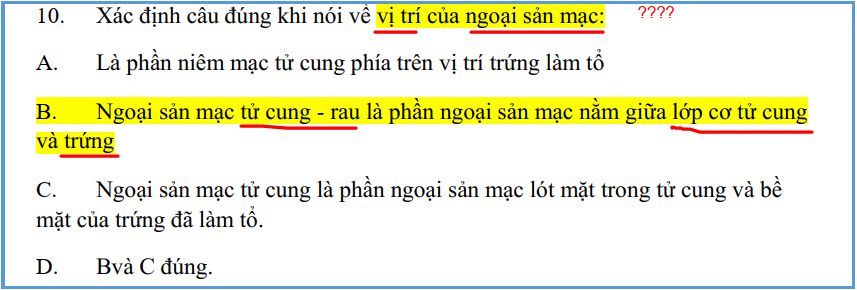 10. Xác định câu đúng khi nói về vị trí của ngoại sản mạc: ????
A. Là phần niêm mạc tử cung phía trên vị trí trứng làm tổ
B. Ngoại sản mạc tử cung - rau là phần ngoại sản mạc nằm giữa lớp cơ tử cung
và trứng
C. Ngoại sản mạc tử cung là phần ngoại sản mạc lót mặt trong tử cung và bề
mặt của trứng đã làm tổ.
D. Bvà C đúng.